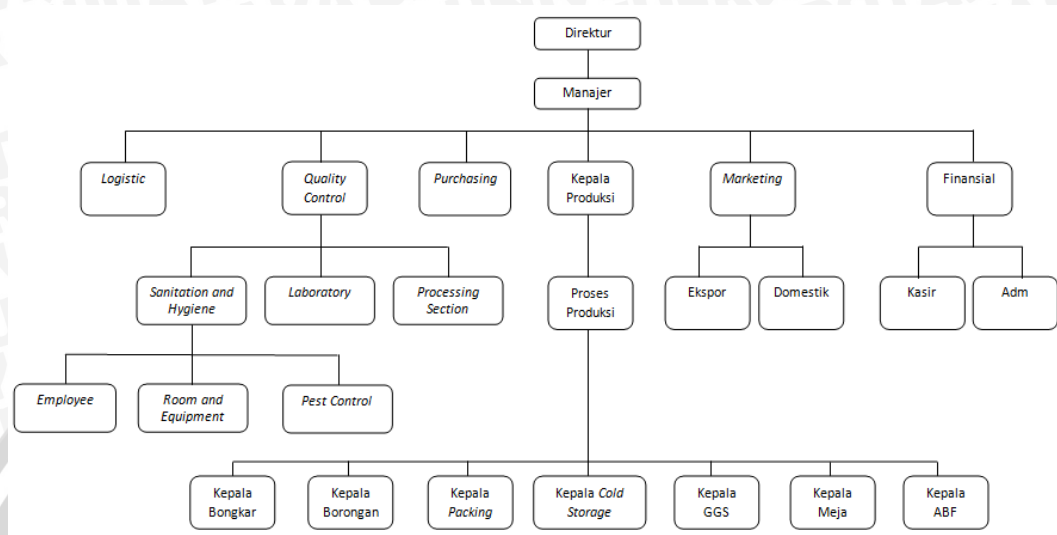 Direktur
Manajer
Logistic
Quality
Control
Purchasing
Kepala
Produksi
Marketing
Finansial
Sanitation and
Hygiene
Laboratory
Processing
Section
Proses
Produksi
Ekspor
Domestik
Kasir
Adm
Employee
Room and
Equipment
Pest Control
Kepala
Bongkar
Kepala
Borongan
Kepala
Packing
Kepala Cold
Storage
Kepala
GGS
Kepala
Meja
Kepala
ABF